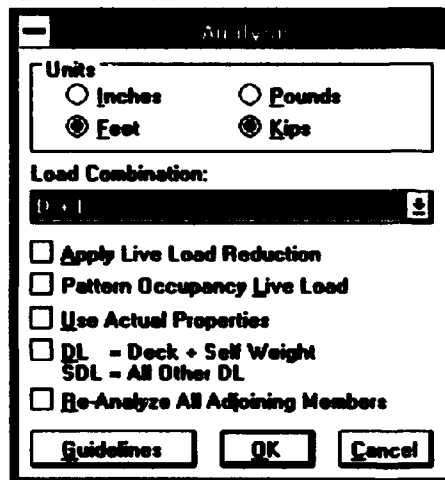 Units
Inches Pounds
Feet Kips
Load Combination:
Apply Live Load Reduction
Pattern Occupancy Live Load
Use Actual Properties
DL = Deck + Self Weight
SDL = All Other DL
Re-Analyze All Adjoining Members
Guidelines OK Cancel